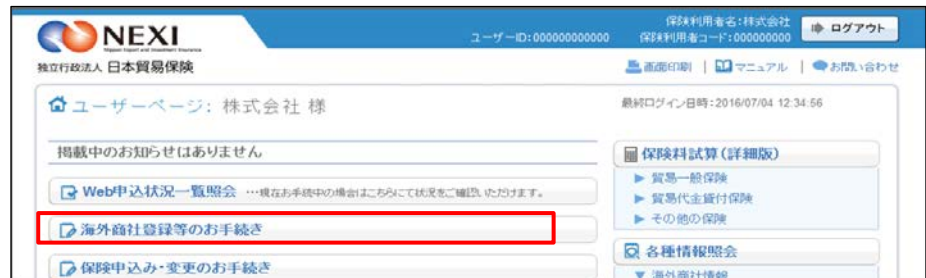 NEXI
Nippon Export and Investment Insurance
独立行政法人 日本貿易保険
ユーザーID:000000000000
保険利用者名:株式会社
保険利用者コード:000000000
ログアウト
画面印刷 | マニュアル | お問い合わせ
ユーザーページ: 株式会社 様
最終ログイン日時:2016/07/04 12:34:56
掲載中のお知らせはありません
Web申込状況一覧照会 …現在お手続中の場合はこちらにて状況をご確認いただけます。
海外商社登録等のお手続き
保険申込み・変更のお手続き
保険料試算(詳細版)
貿易一般保険
貿易代金貸付保険
その他の保険
各種情報照会
海外商社情報